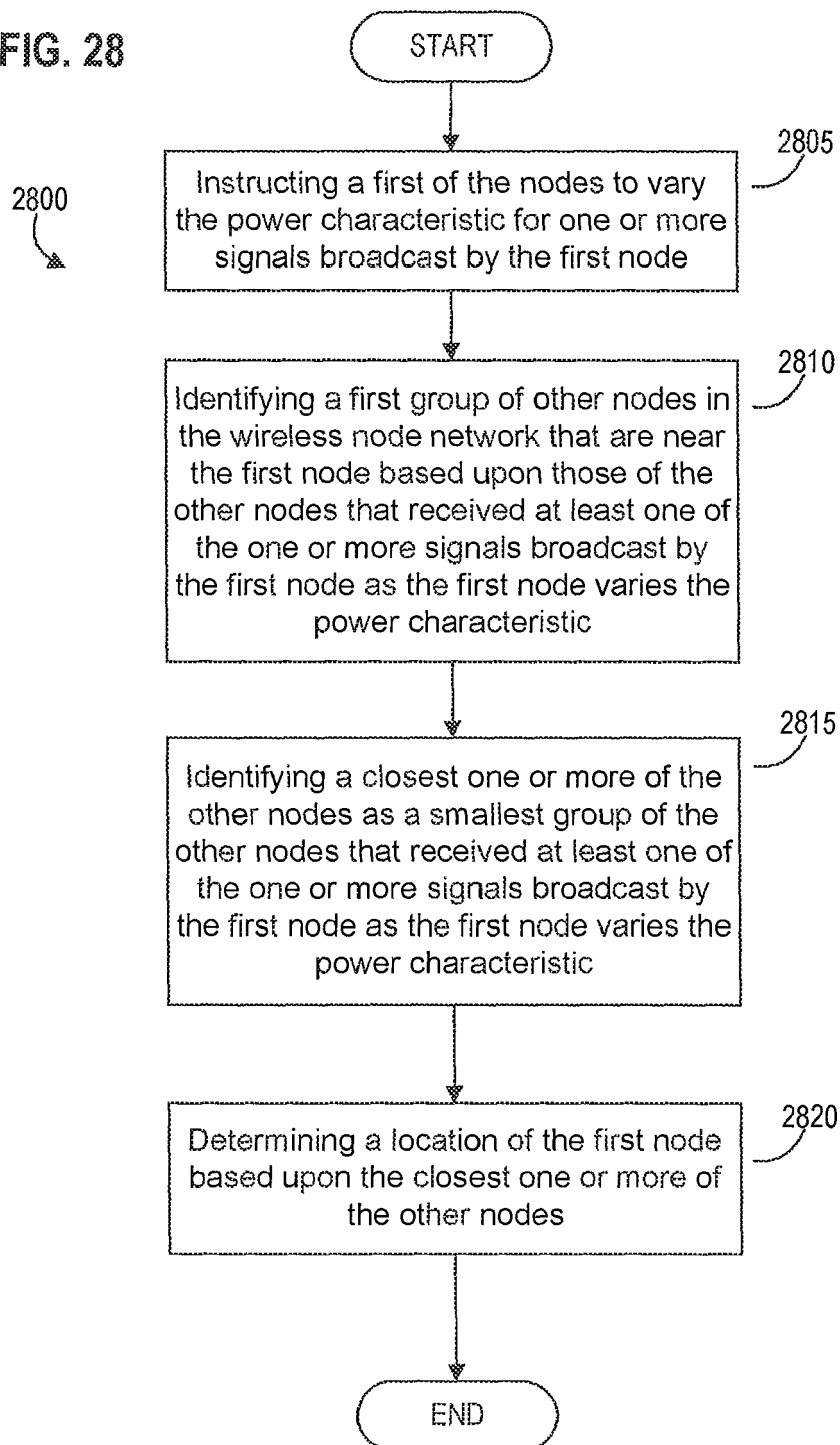 FIG. 28
START
2800
2805
Instructing a first of the nodes to vary
the power characteristic for one or more
signals broadcast by the first node
2810
Identifying a first group of other nodes in
the wireless node network that are near
the first node based upon those of the
other nodes that received at least one of
the one or more signals broadcast by
the first node as the first node varies the
power characteristic
2815
Identifying a closest one or more of the
other nodes as a smallest group of the
other nodes that received at least one of
the one or more signals broadcast by
the first node as the first node varies the
power characteristic
2820
Determining a location of the first node
based upon the closest one or more of
the other nodes
END